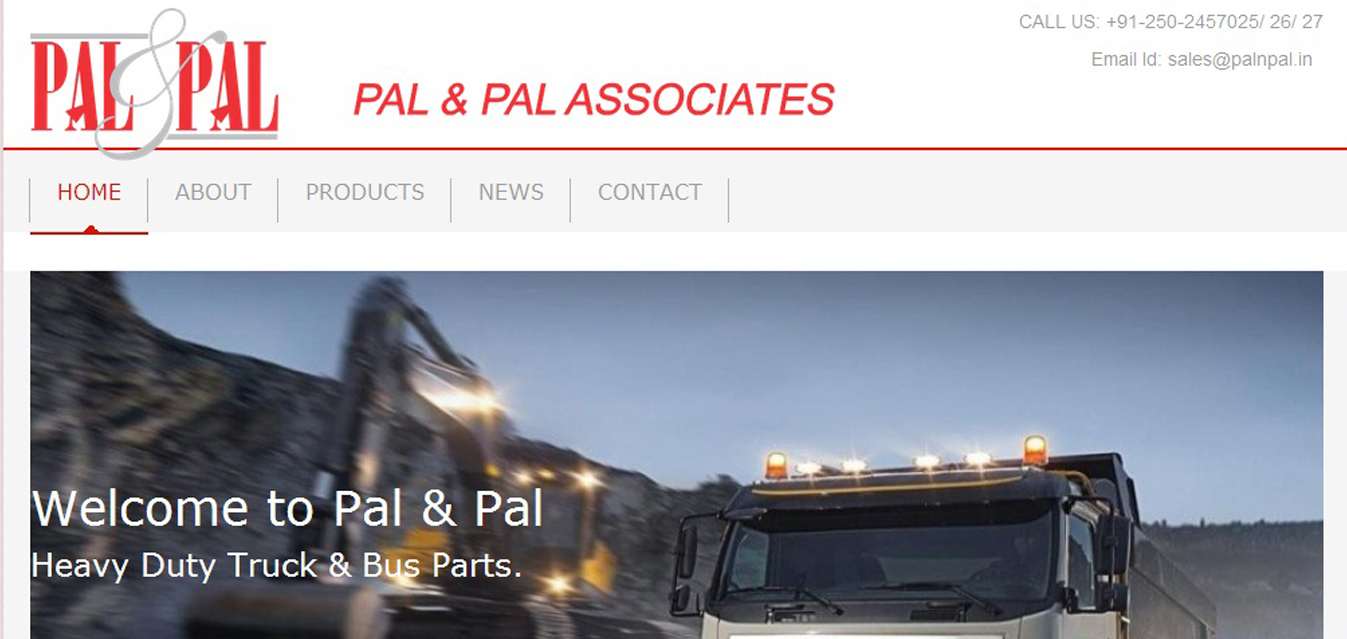 PAL & PAL
CALL US: +91-250-2457025/ 26/ 27
Email Id: sales@palnpal.in
PAL & PAL ASSOCIATES
HOME
ABOUT
PRODUCTS
NEWS
CONTACT
Welcome to Pal & Pal
Heavy Duty Truck & Bus Parts.